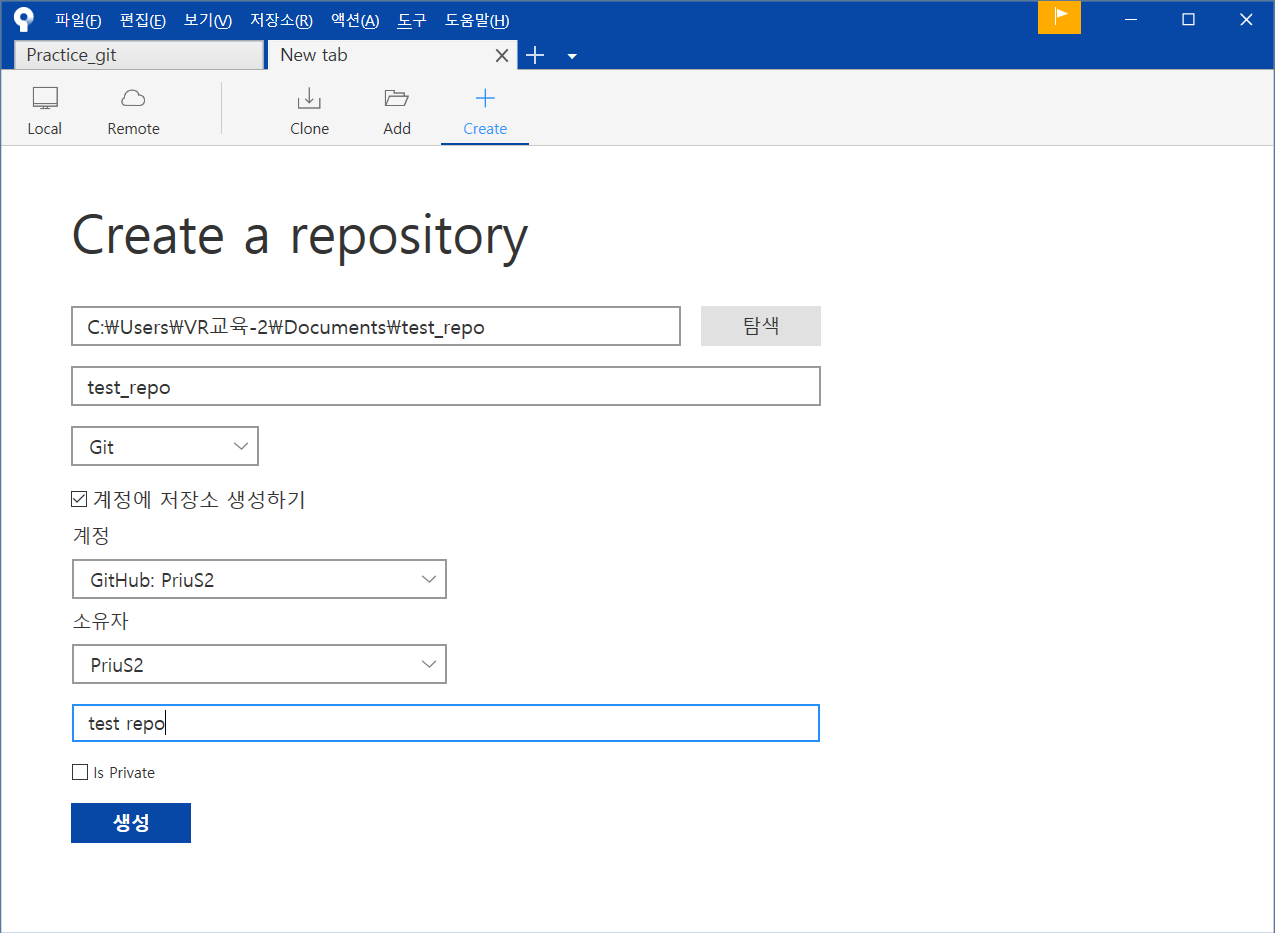 파일(F) 편집(E) 보기(V) 저장소(R) 액션(A) 도구 도움말(H)
Practice_git New tab
Local Remote Clone Add Create
Create a repository
C:₩Users₩VR교육-2₩Documents₩test_repo 탐색
test_repo
Git
계정에 저장소 생성하기
계정
GitHub: PriuS2
소유자
PriuS2
test repo
Is Private
생성